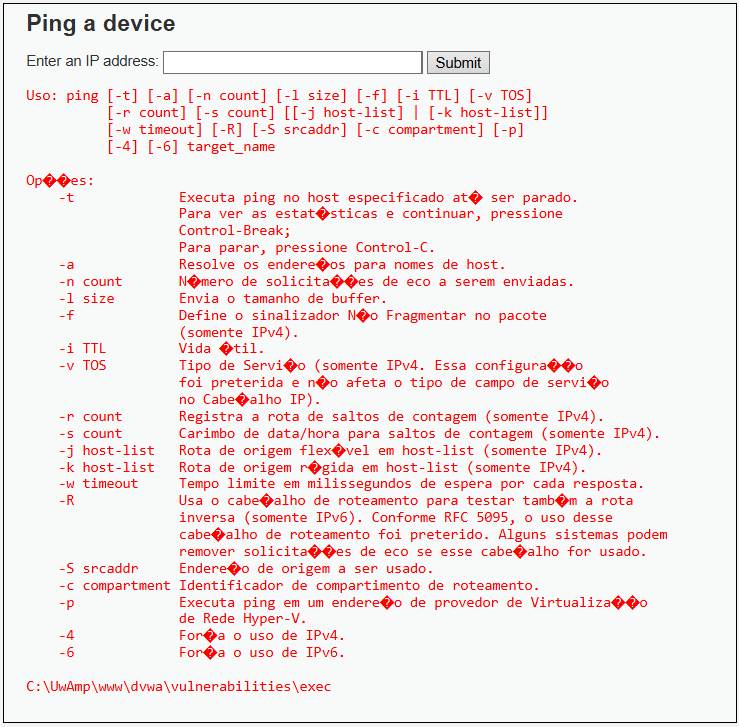 Ping a device
Enter an IP address: Submit
Uso: ping [-t] [-a] [-n count] [-l size] [-f] [-i TTL] [-v TOS]
[-r count] [-s count] [[-j host-list] | [-k host-list]]
[-w timeout] [-R] [-S srcaddr] [-c compartment] [-p]
[-4] [-6] target_name
Op��es:
-t Executa ping no host especificado at� ser parado.
Para ver as estat�sticas e continuar, pressione
Control-Break;
Para parar, pressione Control-C.
-a Resolve os endere�os para nomes de host.
-n count N�mero de solicita��es de eco a serem enviadas.
-l size Envia o tamanho de buffer.
-f Define o sinalizador N�o Fragmentar no pacote
(somente IPv4).
-i TTL Vida �til.
-v TOS Tipo de Servi�o (somente IPv4. Essa configura��o
foi preterida e n�o afeta o tipo de campo de servi�o
no Cabe�alho IP).
-r count Registra a rota de saltos de contagem (somente IPv4).
-s count Carimbo de data/hora para saltos de contagem (somente IPv4).
-j host-list Rota de origem flex�vel em host-list (somente IPv4).
-k host-list Rota de origem r�gida em host-list (somente IPv4).
-w timeout Tempo limite em milissegundos de espera por cada resposta.
-R Usa o cabe�alho de roteamento para testar tamb�m a rota
inversa (somente IPv6). Conforme RFC 5095, o uso desse
cabe�alho de roteamento foi preterido. Alguns sistemas podem
remover solicita��es de eco se esse cabe�alho for usado.
-S srcaddr Endere�o de origem a ser usado.
-c compartment Identificador de compartimento de roteamento.
-p Executa ping em um endere�o de provedor de Virtualiza��o
de Rede Hyper-V.
-4 For�a o uso de IPv4.
-6 For�a o uso de IPv6.
C:\UwAmp\www\dvwa\vulnerabilities\exec